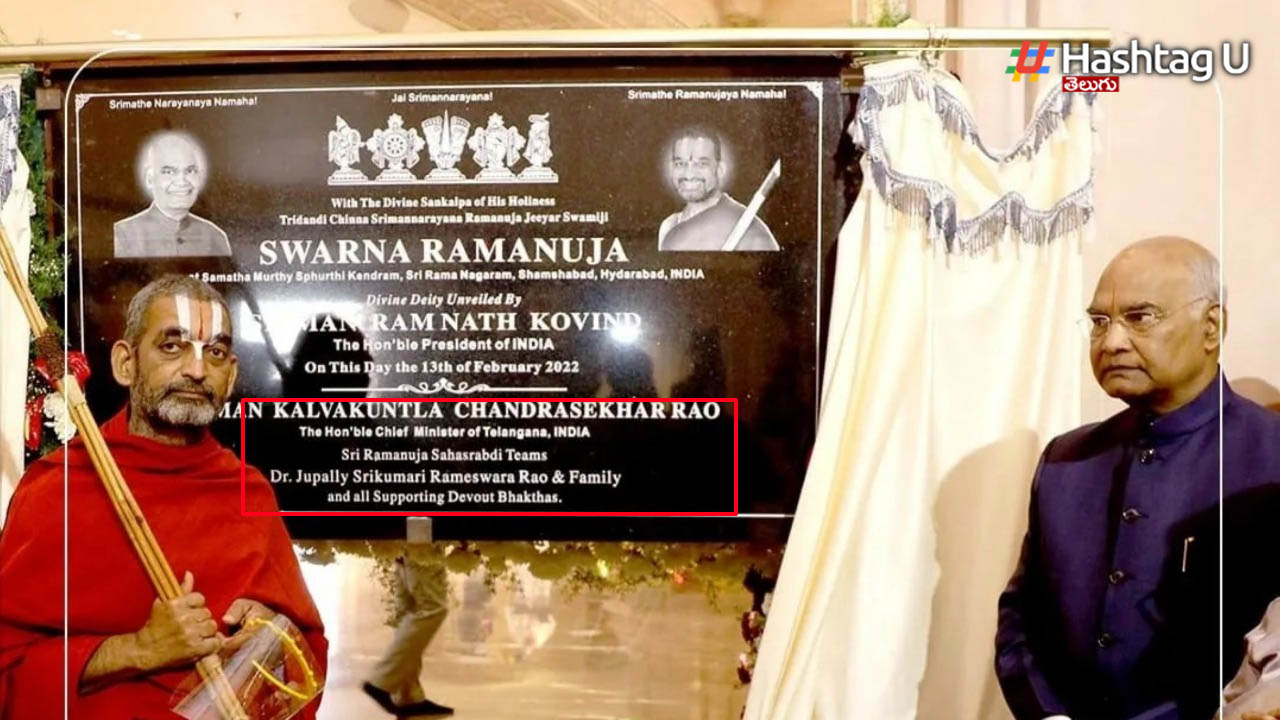 Hashtag U
తెలుగు
Srimathe Narayanaya Namaha!
Jai Srimannarayana!
Srimathe Ramanujaya Namaha!
With The Divine Sankalpa of His Holiness
Tridandi Chinna Srimannarayana Ramanuja Jeeyar Swamiji
SWARNA RAMANUJA
at Samatha Murthy Sphurthi Kendram, Sri Rama Nagaram, Shamshabad, Hyderabad, INDIA
Divine Deity Unveiled By
RAM NATH KOVIND
The Hon'ble President of INDIA
On This Day the 13th of February 2022
MAN KALVAKUNTLA CHANDRASEKHAR RAO
The Hon'ble Chief Minister of Telangana, INDIA
Sri Ramanuja Sahasrabdi Teams
Dr. Jupally Srikumari Rameswara Rao & Family
and all Supporting Devout Bhakthas.